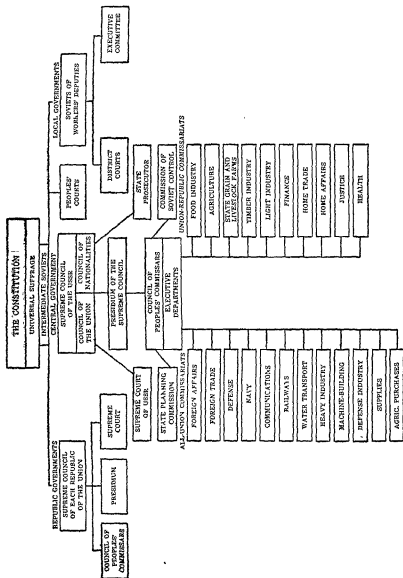 THE CONSTITUTION
UNIVERSAL SUFFRAGE
INTERMEDIATE SOVIETS
REPUBLIC GOVERNMENTS
SUPREME COUNCIL
OF EACH REPUBLIC
OF THE UNION
COUNCIL OF
PEOPLES'
COMMISSARS
PRESIDIUM
SUPREME
COURT
CENTRAL GOVERNMENT
SUPREME COUNCIL
OF THE USSR
COUNCIL OF
THE UNION
COUNCIL OF
NATIONALITIES
PRESIDIUM OF THE
SUPREME COUNCIL
COUNCIL OF
PEOPLES' COMMISSARS
EXECUTIVE
DEPARTMENTS
LOCAL GOVERNMENTS
PEOPLES'
COUNTS
SOVIETS OF
WORKERS' DEPUTIES
DISTRICT
COURTS
EXECUTIVE
COMMITTEE
SUPREME COURT
OF USER
STATE PLANNING
COMMISSION
ALL-UNION COMMISSARIATS
FOREIGN AFFAIRS
FOREIGN TRADE
DEFENSE
NAVY
COMMUNICATIONS
RAILWAYS
WATER TRANSPORT
HEAVY INDUSTRY
MACHINE-BUILDING
DEFENSE INDUSTRY
SUPPLIES
AGRIC. PURCHASES
STATE
PROSECUTOR
COMMISSION OF
SOVIET CONTROL
UNION-REPUBLIC COMMISSARIATS
FOOD INDUSTRY
AGRICULTURE
STATE GRAIN AND
LIVESTOCK FARMS
TIMBER INDUSTRY
LIGHT INDUSTRY
FINANCE
HOME TRADE
HOME AFFAIRS
JUSTICE
HEALTH